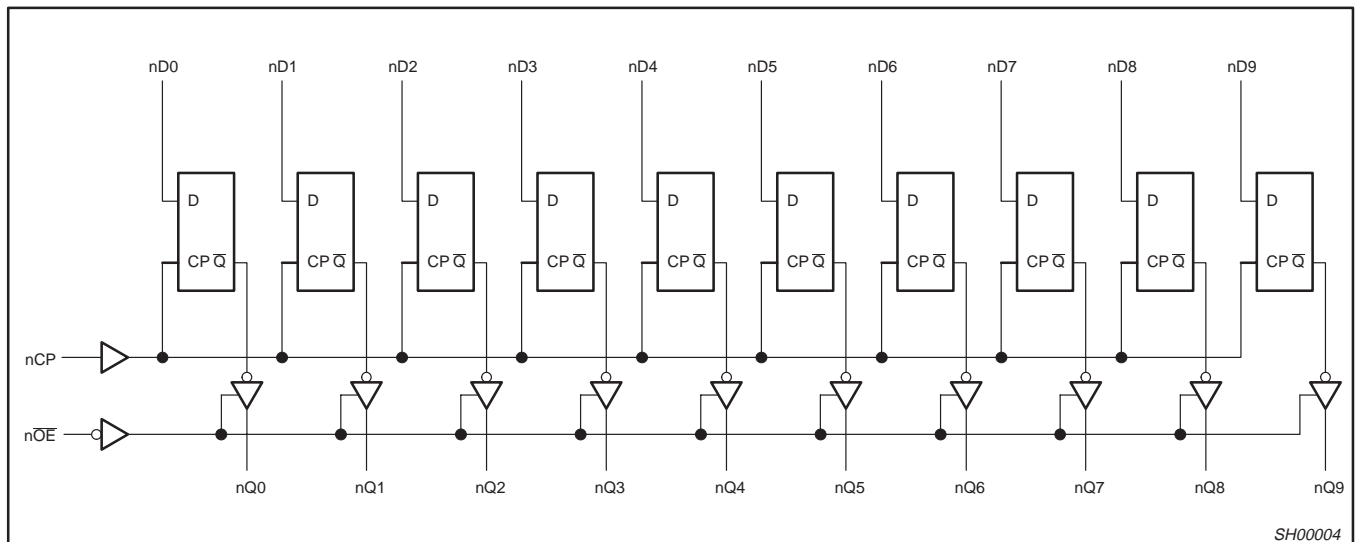 nD0 nD1 nD2 nD3 nD4 nD5 nD6 nD7 nD8 nD9
D D D D D D D D D D
CP Q̅ CP Q̅ CP Q̅ CP Q̅ CP Q̅ CP Q̅ CP Q̅ CP Q̅ CP Q̅ CP Q̅
nCP
nO̅E̅
nQ0 nQ1 nQ2 nQ3 nQ4 nQ5 nQ6 nQ7 nQ8 nQ9
SH00004